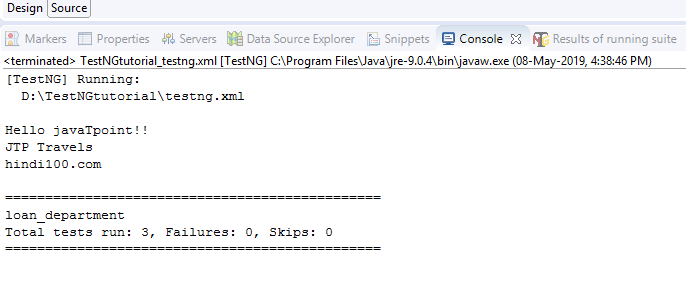 Design Source
Markers Properties Servers Data Source Explorer Snippets Console Results of running suite
<terminated> TestNGtutorial_testng.xml [TestNG] C:\Program Files\Java\jre-9.0.4\bin\javaw.exe (08-May-2019, 4:38:46 PM)
[TestNG] Running:
D:\TestNGtutorial\testng.xml
Hello javaTpoint!!
JTP Travels
hindi100.com
===============================================
loan_department
Total tests run: 3, Failures: 0, Skips: 0
===============================================